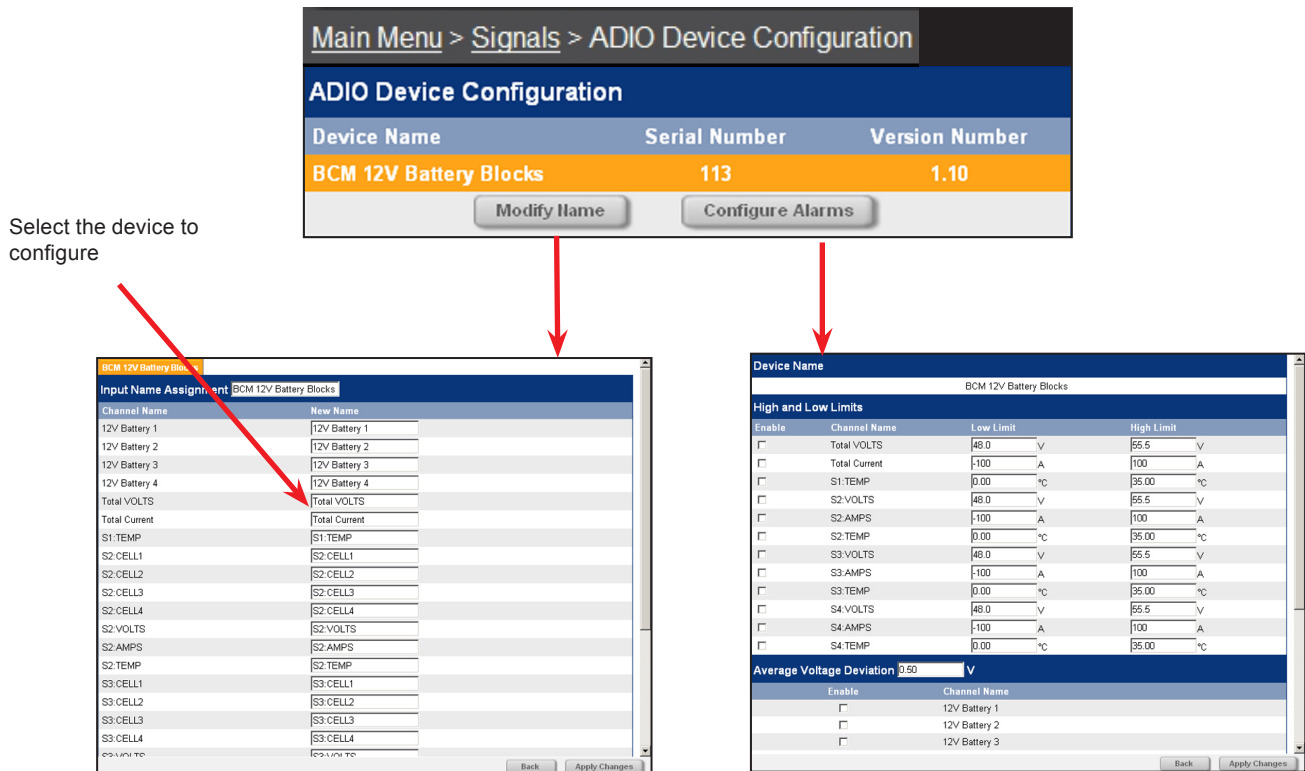 Main Menu > Signals > ADIO Device Configuration
ADIO Device Configuration
Device Name Serial Number Version Number
BCM 12V Battery Blocks 113 1.10
Modify Name Configure Alarms
Select the device to
configure
BCM 12V Battery Blocks
Input Name Assignment BCM 12V Battery Blocks
Channel Name New Name
12V Battery 1 12V Battery 1
12V Battery 2 12V Battery 2
12V Battery 3 12V Battery 3
12V Battery 4 12V Battery 4
Total VOLTS Total VOLTS
Total Current Total Current
S1:TEMP S1:TEMP
S2:CELL1 S2:CELL1
S2:CELL2 S2:CELL2
S2:CELL3 S2:CELL3
S2:CELL4 S2:CELL4
S2:VOLTS S2:VOLTS
S2:AMPS S2:AMPS
S2:TEMP S2:TEMP
S3:CELL1 S3:CELL1
S3:CELL2 S3:CELL2
S3:CELL3 S3:CELL3
S3:CELL4 S3:CELL4
S3:VOLTS S3:VOLTS
Back Apply Changes
Device Name
BCM 12V Battery Blocks
High and Low Limits
Enable Channel Name Low Limit High Limit
Total VOLTS 48.0 V 55.5 V
Total Current -100 A 100 A
S1:TEMP 0.00 °C 35.00 °C
S2:VOLTS 48.0 V 55.5 V
S2:AMPS -100 A 100 A
S2:TEMP 0.00 °C 35.00 °C
S3:VOLTS 48.0 V 55.5 V
S3:AMPS -100 A 100 A
S3:TEMP 0.00 °C 35.00 °C
S4:VOLTS 48.0 V 55.5 V
S4:AMPS -100 A 100 A
S4:TEMP 0.00 °C 35.00 °C
Average Voltage Deviation 0.50 V
Enable Channel Name
12V Battery 1
12V Battery 2
12V Battery 3
Back Apply Changes